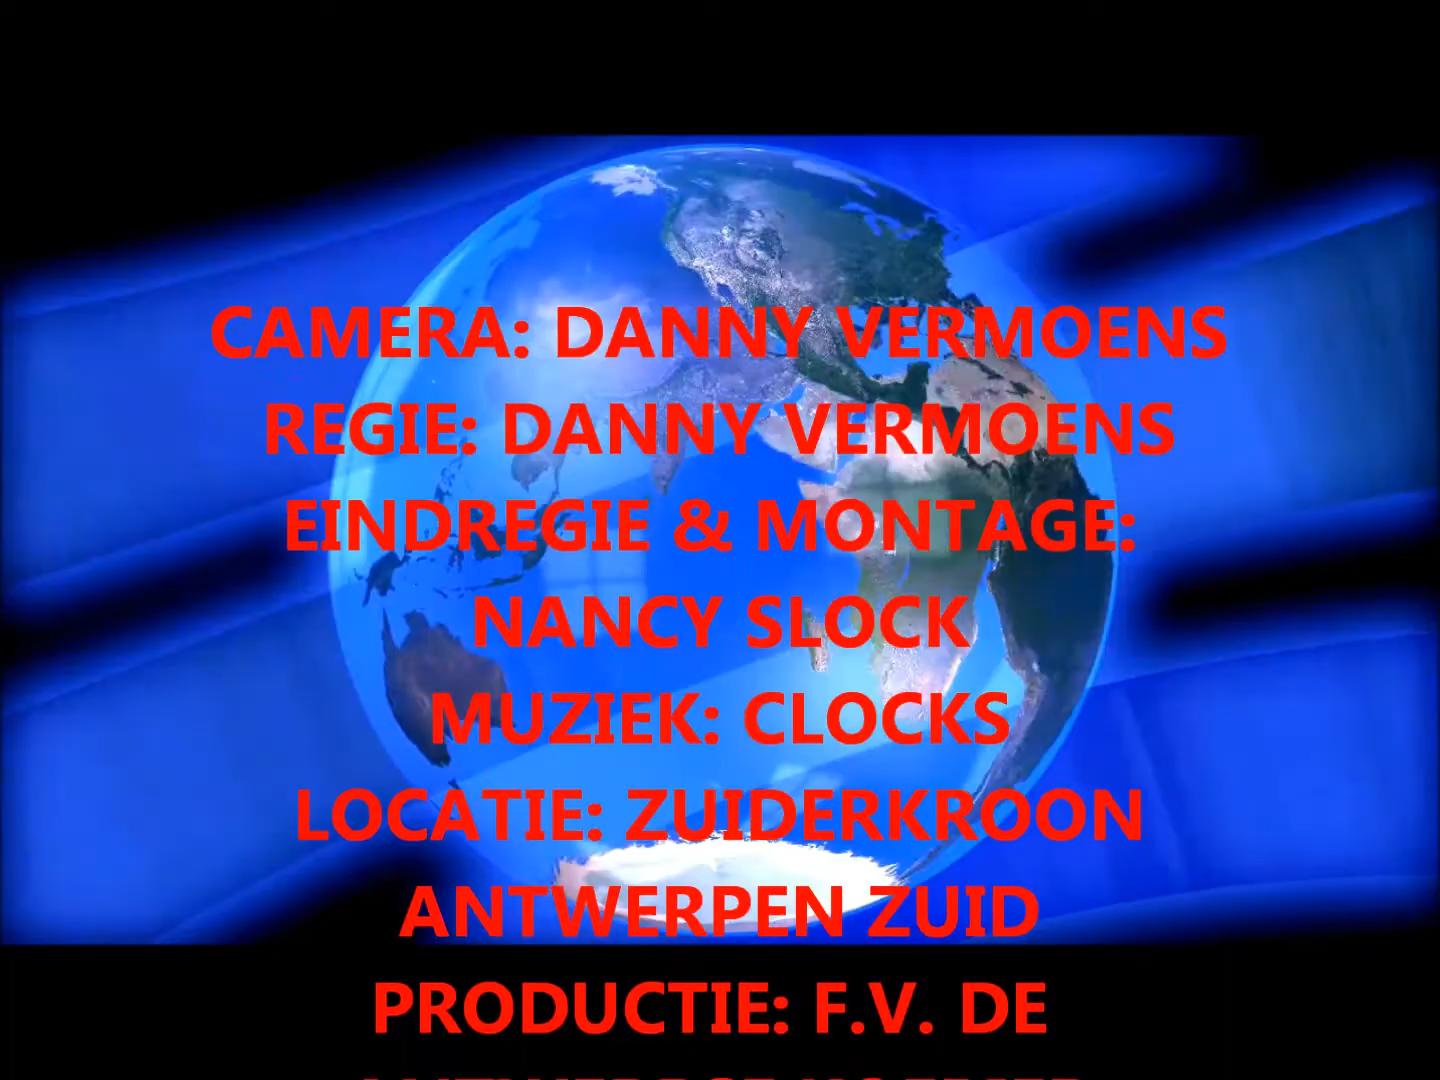 CAMERA: DANNY VERMOENS
REGIE: DANNY VERMOENS
EINDREGIE & MONTAGE:
NANCY SLOCK
MUZIEK: CLOCKS
LOCATIE: ZUIDERKROON
ANTWERPEN ZUID
PRODUCTIE: F.V. DE